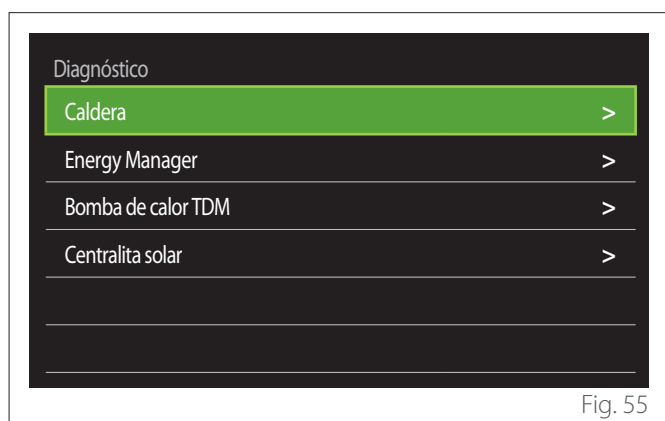 Diagnóstico
Caldera >
Energy Manager >
Bomba de calor TDM >
Centralita solar >
Fig. 55